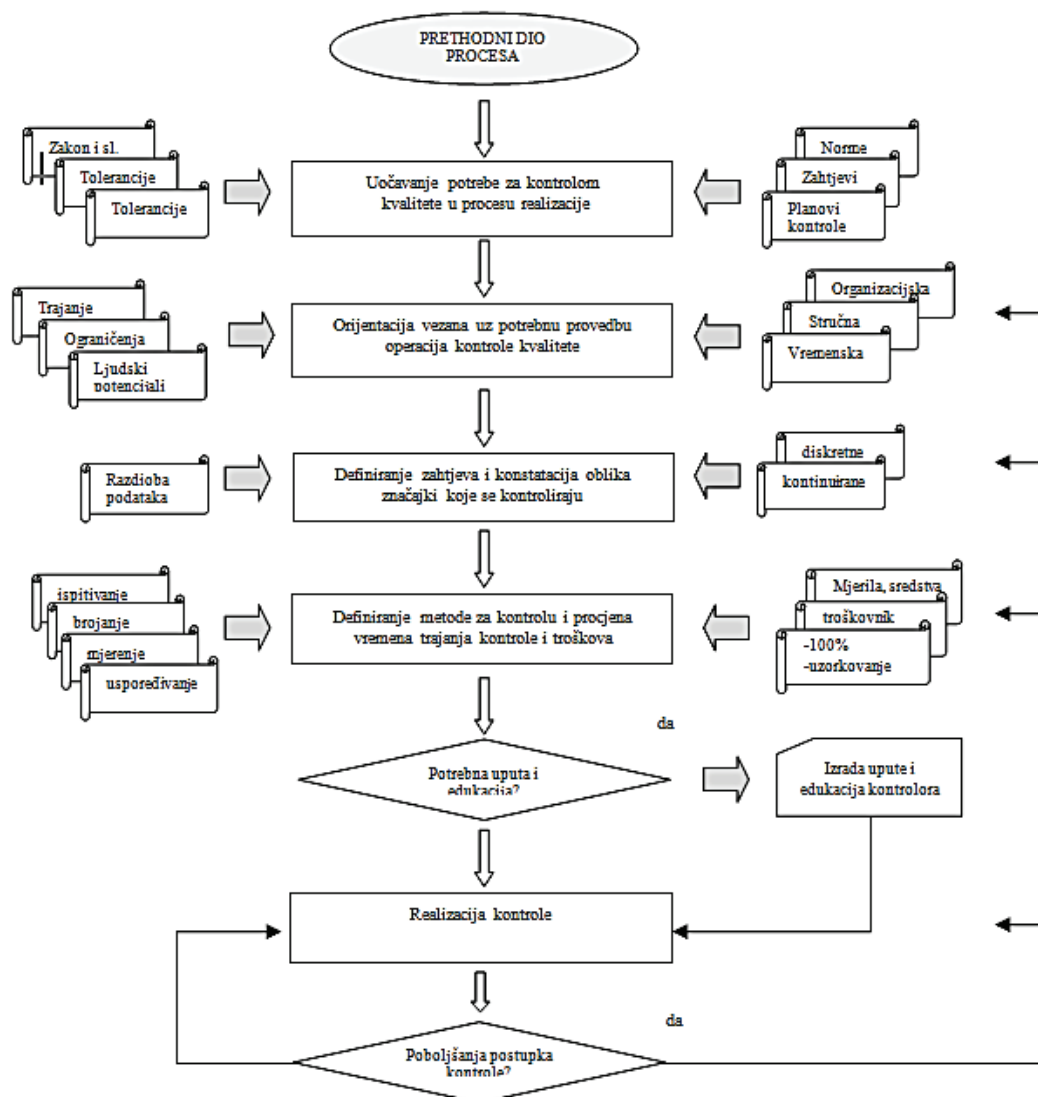 PRETHODNI DIO
PROCESA
Zakon i sl.
Tolerancije
Tolerancije
Uočavanje potrebe za kontrolom
kvalitete u procesu realizacije
Norme
Zahtjevi
Planovi
kontrole
Trajanje
Ograničenja
Ljudski
potencijali
Orijentacija vezana uz potrebnu provedbu
operacija kontrole kvalitete
Organizacijska
Stručna
Vremenska
Razdioba
podataka
Definiranje zahtjeva i konstatacija oblika
značajki koje se kontroliraju
diskretne
kontinuirane
ispitivanje
brojanje
mjerenje
uspoređivanje
Definiranje metode za kontrolu i procjena
vremena trajanja kontrole i troškova
Mjerila, sredstva
troškovnik
-100%
-uzorkovanje
da
Potrebna uputa i
edukacija?
Izrada upute i
edukacija kontrolora
Realizacija kontrole
da
Poboljšanja postupka
kontrole?